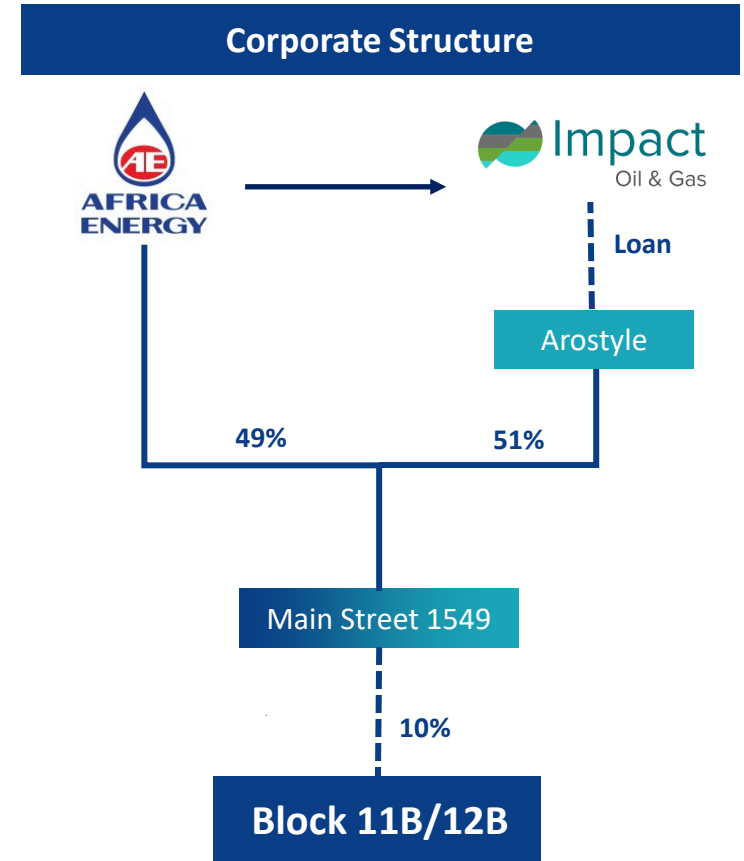 Corporate Structure
AE
AFRICA
ENERGY
Impact
Oil & Gas
Loan
Arostyle
49%
51%
Main Street 1549
10%
Block 11B/12B